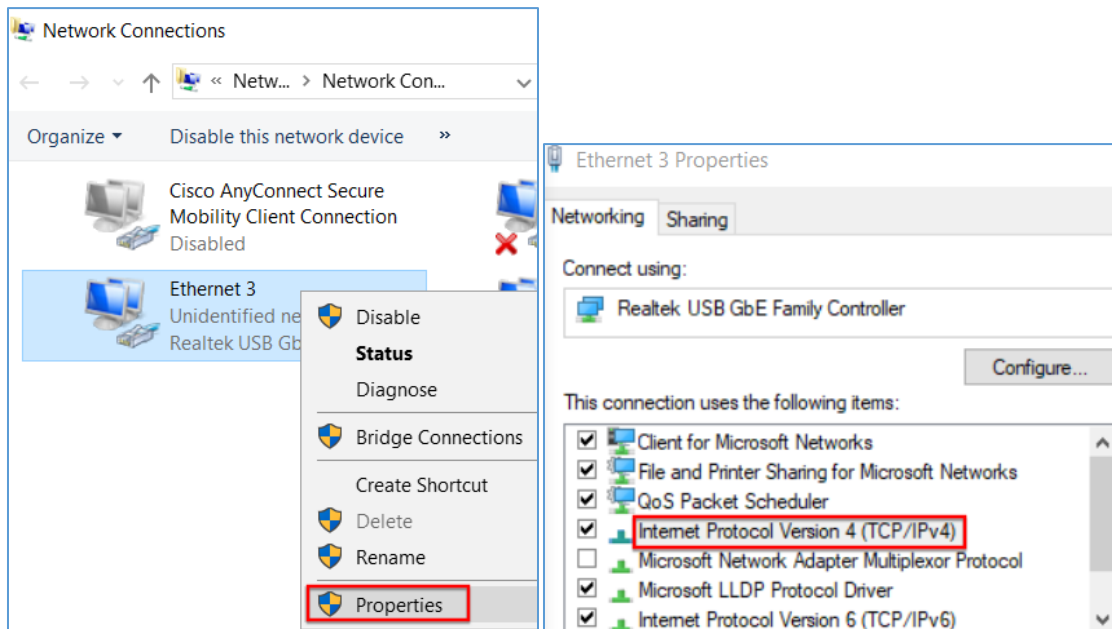 Network Connections
« Netw... > Network Con...
Organize Disable this network device »
Cisco AnyConnect Secure
Mobility Client Connection
Disabled
Ethernet 3
Unidentified ne
Realtek USB Gb
Disable
Status
Diagnose
Bridge Connections
Create Shortcut
Delete
Rename
Properties
Ethernet 3 Properties
Networking Sharing
Connect using:
Realtek USB GbE Family Controller
Configure...
This connection uses the following items:
Client for Microsoft Networks
File and Printer Sharing for Microsoft Networks
QoS Packet Scheduler
Internet Protocol Version 4 (TCP/IPv4)
Microsoft Network Adapter Multiplexor Protocol
Microsoft LLDP Protocol Driver
Internet Protocol Version 6 (TCP/IPv6)